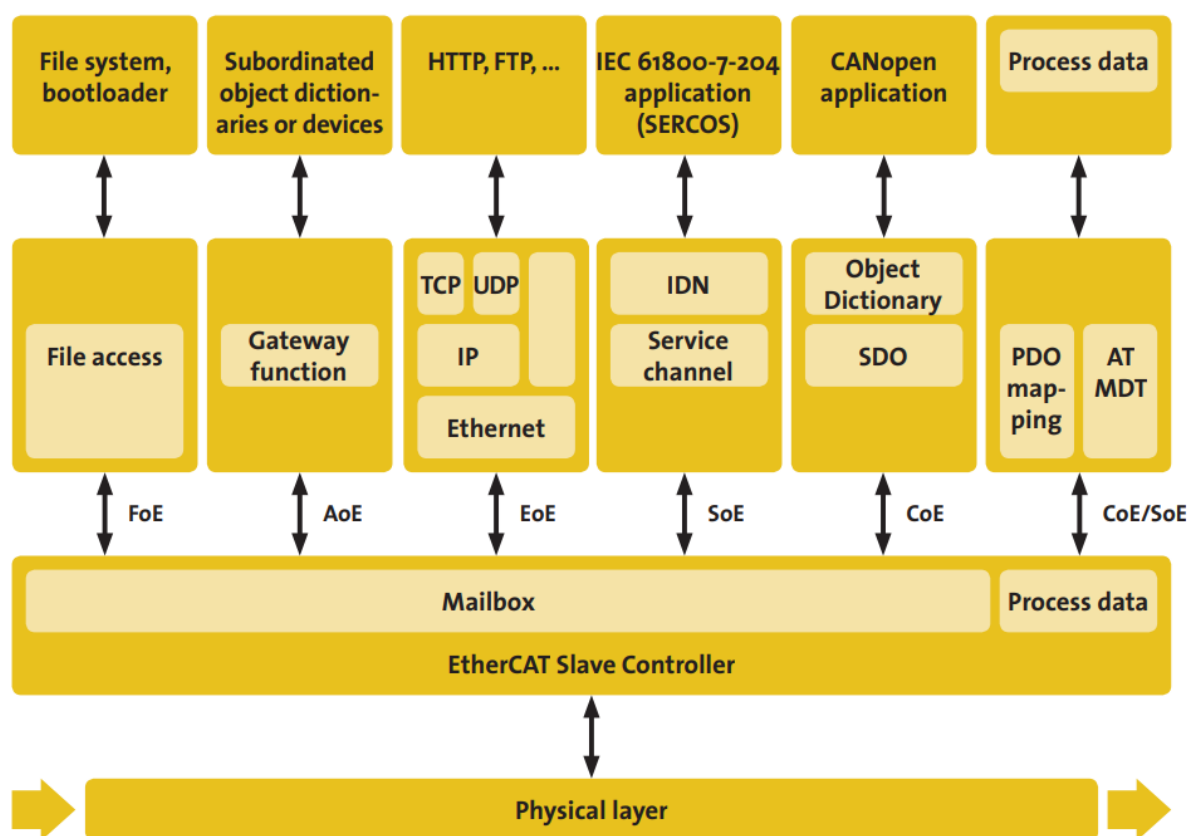 File system,
bootloader
Subordinated
object diction-
aries or devices
HTTP, FTP, ...
IEC 61800-7-204
application
(SERCOS)
CANopen
application
Process data
File access
Gateway
function
TCP
UDP
IP
Ethernet
IDN
Service
channel
Object
Dictionary
SDO
PDO
map-
ping
AT
MDT
FoE
AoE
EoE
SoE
CoE
CoE/SoE
Mailbox
Process data
EtherCAT Slave Controller
Physical layer